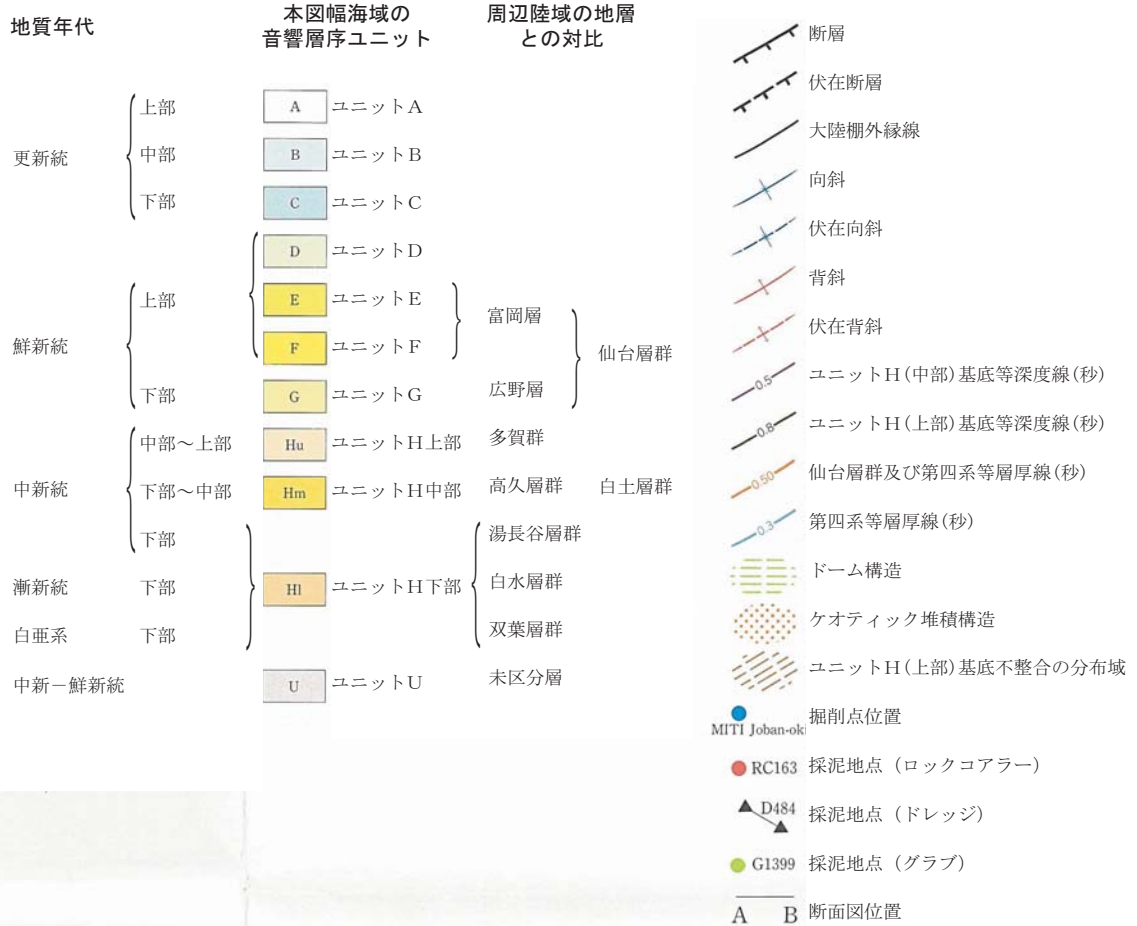 地質年代
本図幅海域の
音響層序ユニット
周辺陸域の地層
との対比
上部 A ユニットA
更新統 中部 B ユニットB
下部 C ユニットC
D ユニットD
上部 E ユニットE
富岡層
鮮新統 F ユニットF 仙台層群
下部 G ユニットG 広野層
中部～上部 Hu ユニットH上部 多賀群
中新統 下部～中部 Hm ユニットH中部 高久層群 白土層群
下部 湯長谷層群
漸新統 下部 Hl ユニットH下部 白水層群
白亜系 下部 双葉層群
中新－鮮新統 U ユニットU 未区分層
断層
伏在断層
大陸棚外縁線
向斜
伏在向斜
背斜
伏在背斜
0.5 ユニットH(中部)基底等深度線(秒)
0.8 ユニットH(上部)基底等深度線(秒)
0.50 仙台層群及び第四系等層厚線(秒)
0.3 第四系等層厚線(秒)
ドーム構造
ケオティック堆積構造
ユニットH(上部)基底不整合の分布域
MITI Joban-oki 掘削点位置
RC163 採泥地点（ロックコアラー）
D484 採泥地点（ドレッジ）
G1399 採泥地点（グラブ）
A B 断面図位置